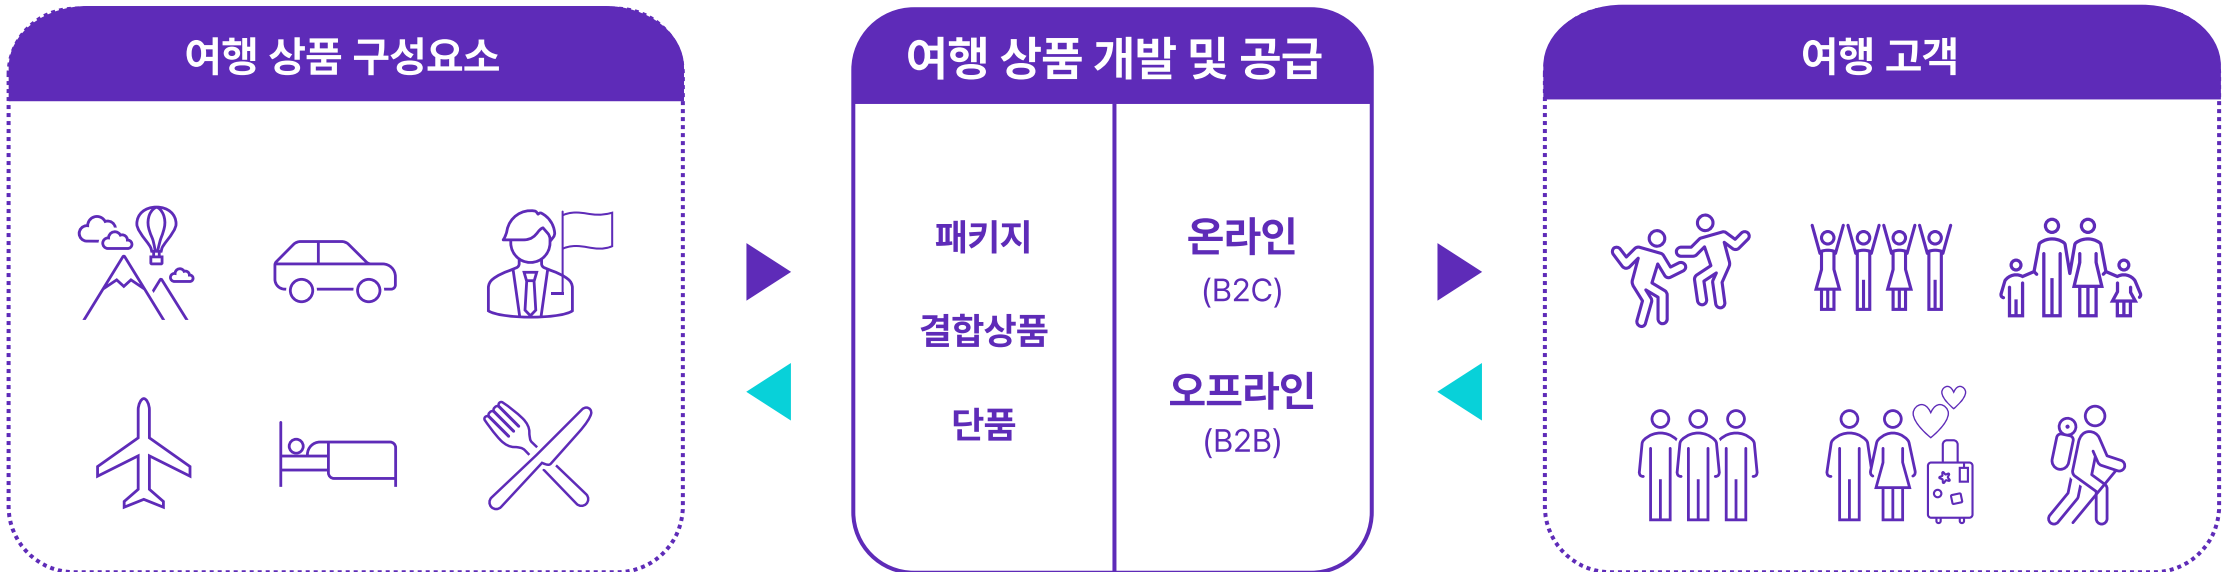 여행 상품 구성요소
여행 상품 개발 및 공급
패키지
결합상품
단품
온라인
(B2C)
오프라인
(B2B)
여행 고객